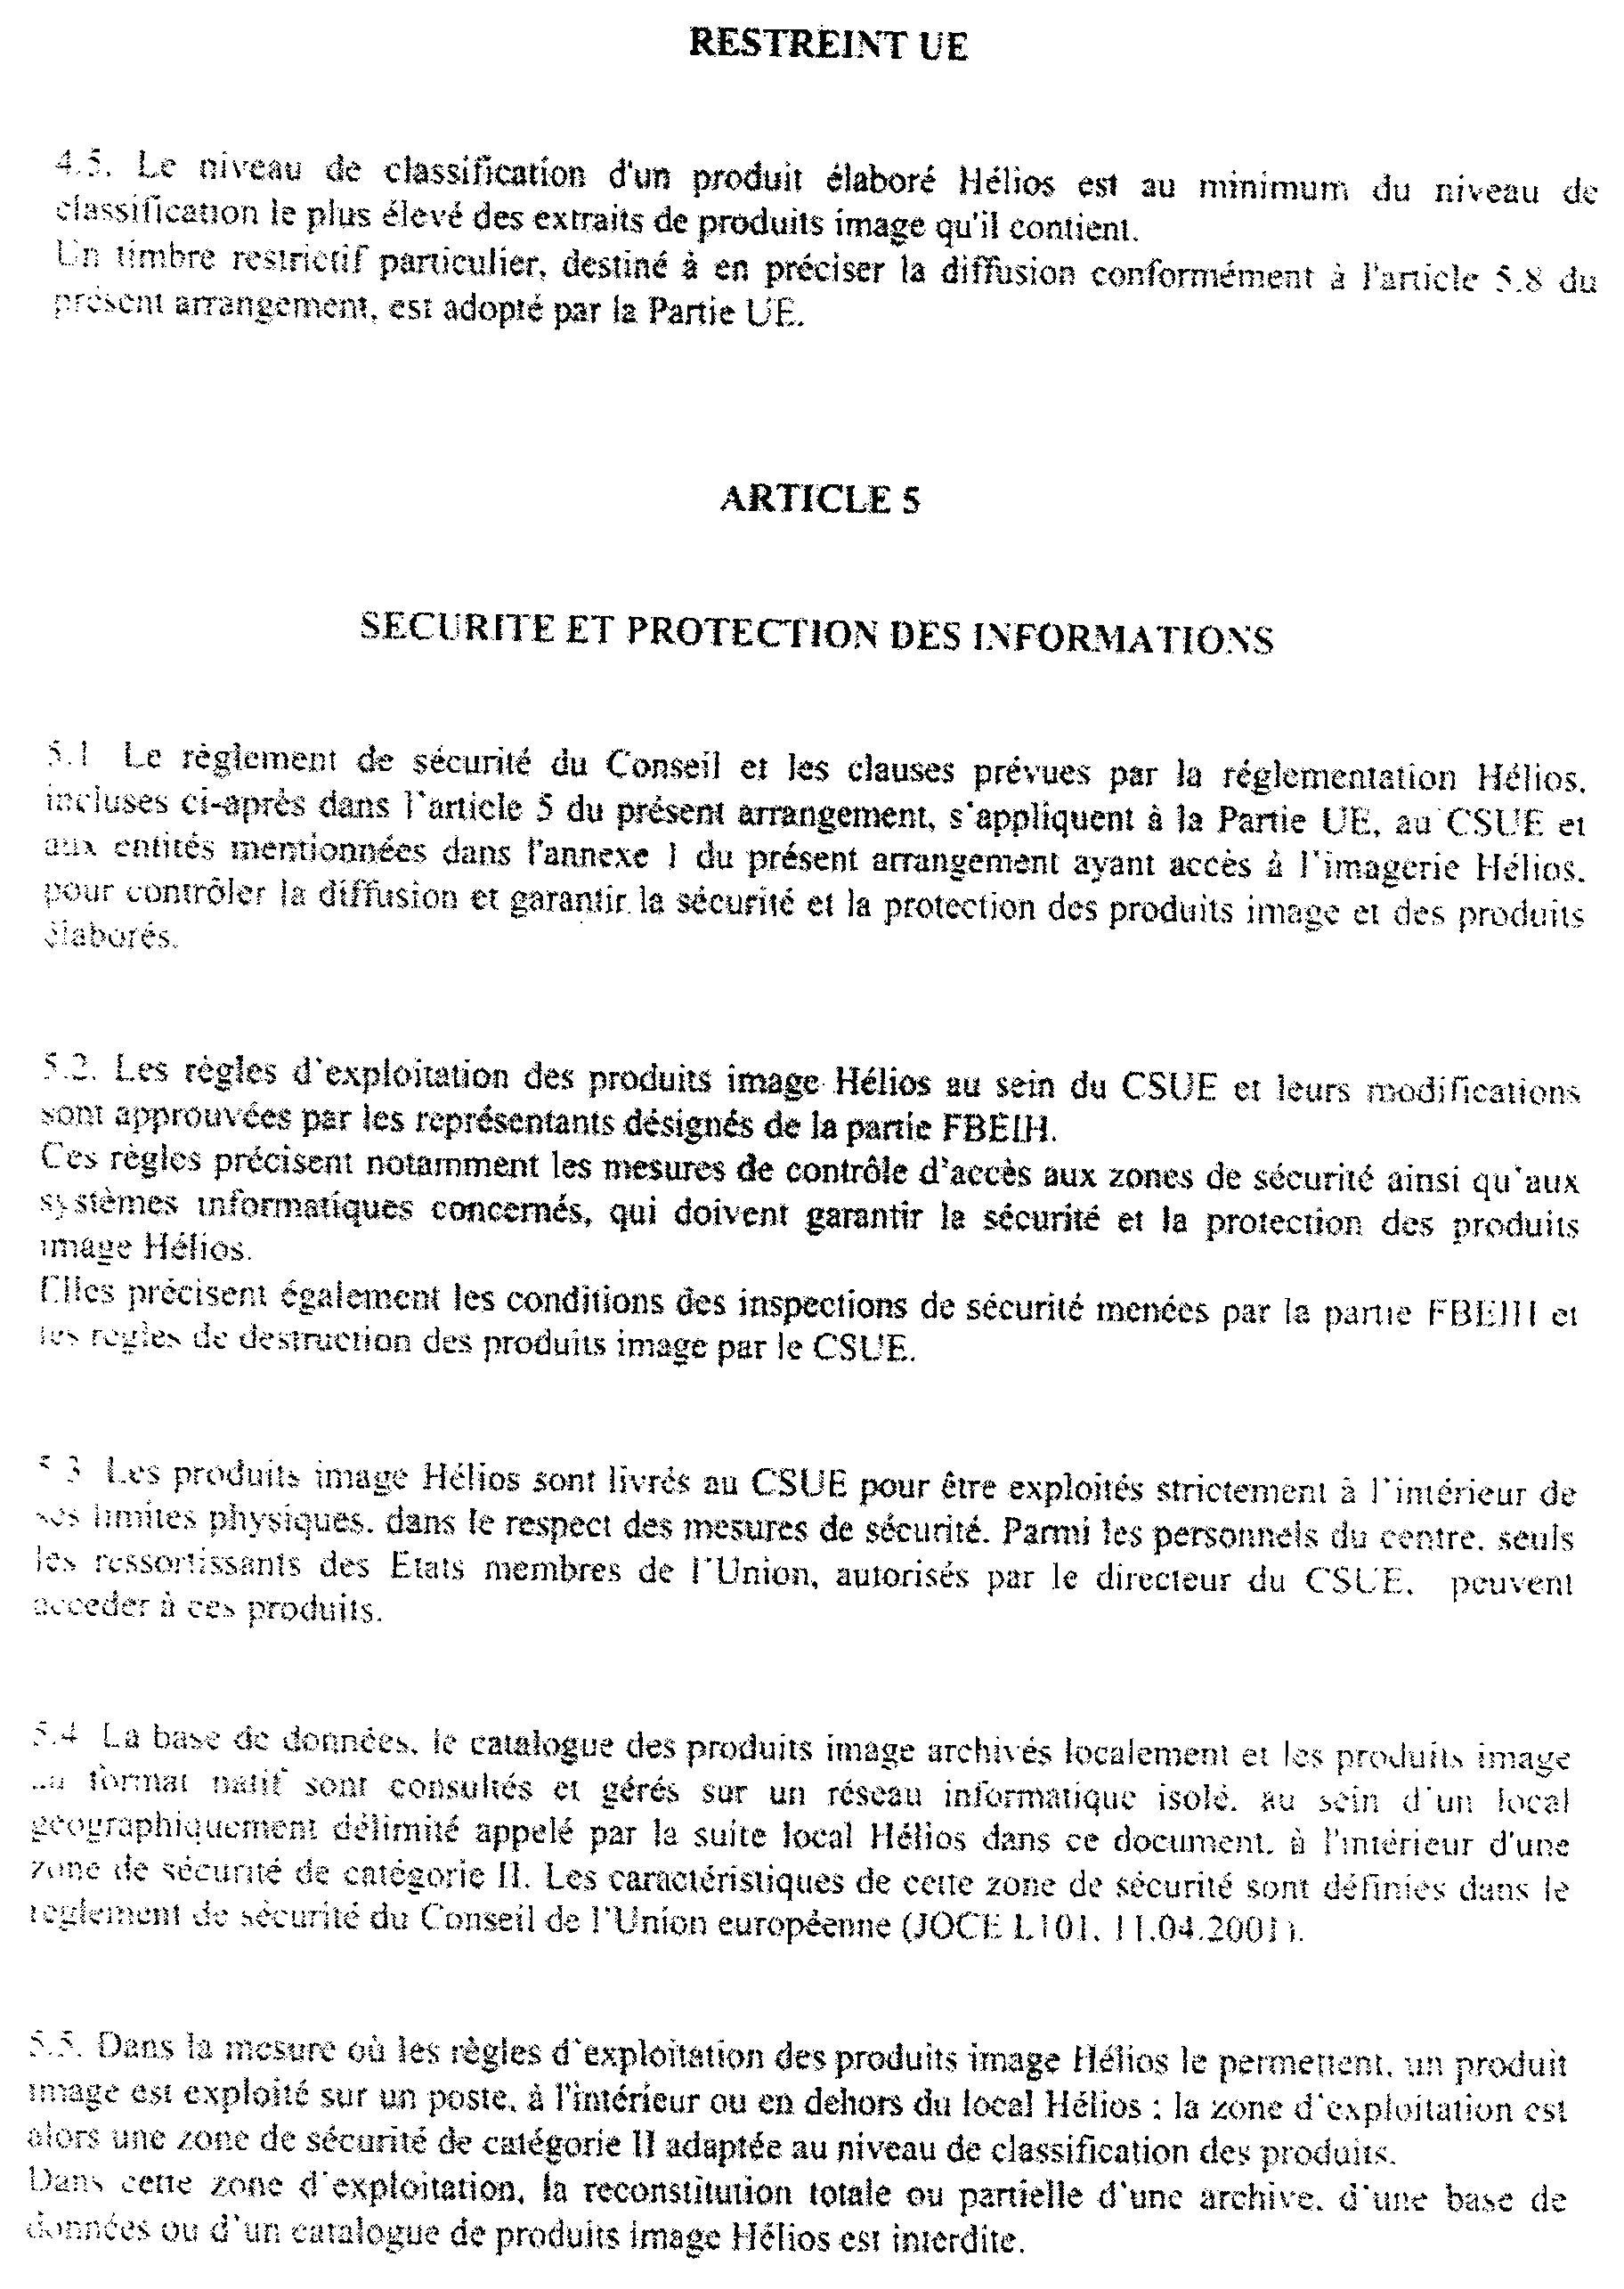 RESTREINT UE
4.5. Le niveau de classification d'un produit élaboré Hélios est au minimum du niveau de
classification le plus élevé des extraits de produits image qu'il contient.
Un timbre restrictif particulier, destiné à en préciser la diffusion conformément à l'article 5.8 du
présent arrangement, est adopté par la Partie UE.
ARTICLE 5
SECURITE ET PROTECTION DES INFORMATIONS
5.1 Le règlement de sécurité du Conseil et les clauses prévues par la réglementation Hélios,
incluses ci-après dans l'article 5 du présent arrangement, s'appliquent à la Partie UE, au CSUE et
aux entités mentionnées dans l'annexe 1 du présent arrangement ayant accès à l'imagerie Hélios,
pour contrôler la diffusion et garantir la sécurité et la protection des produits image et des produits
élaborés.
5.2. Les règles d'exploitation des produits image Hélios au sein du CSUE et leurs modifications
sont approuvées par les représentants désignés de la partie FBEIH.
Ces règles précisent notamment les mesures de contrôle d'accès aux zones de sécurité ainsi qu'aux
systèmes informatiques concernés, qui doivent garantir la sécurité et la protection des produits
image Hélios.
Elles précisent également les conditions des inspections de sécurité menées par la partie FBEIH et
les règles de destruction des produits image par le CSUE.
5.3 Les produits image Hélios sont livrés au CSUE pour être exploités strictement à l'intérieur de
ses limites physiques, dans le respect des mesures de sécurité. Parmi les personnels du centre, seuls
les ressortissants des Etats membres de l'Union, autorisés par le directeur du CSUE, peuvent
accéder à ces produits.
5.4 La base de données, le catalogue des produits image archivés localement et les produits image
au format natif sont consultés et gérés sur un réseau informatique isolé, au sein d'un local
géographiquement délimité appelé par la suite local Hélios dans ce document, à l'intérieur d'une
zone de sécurité de catégorie II. Les caractéristiques de cette zone de sécurité sont définies dans le
règlement de sécurité du Conseil de l'Union européenne (JOCE L101, 11.04.2001).
5.5. Dans la mesure où les règles d'exploitation des produits image Hélios le permettent, un produit
image est exploité sur un poste, à l'intérieur ou en dehors du local Hélios ; la zone d'exploitation est
alors une zone de sécurité de catégorie II adaptée au niveau de classification des produits.
Dans cette zone d'exploitation, la reconstitution totale ou partielle d'une archive, d'une base de
données ou d'un catalogue de produits image Hélios est interdite.